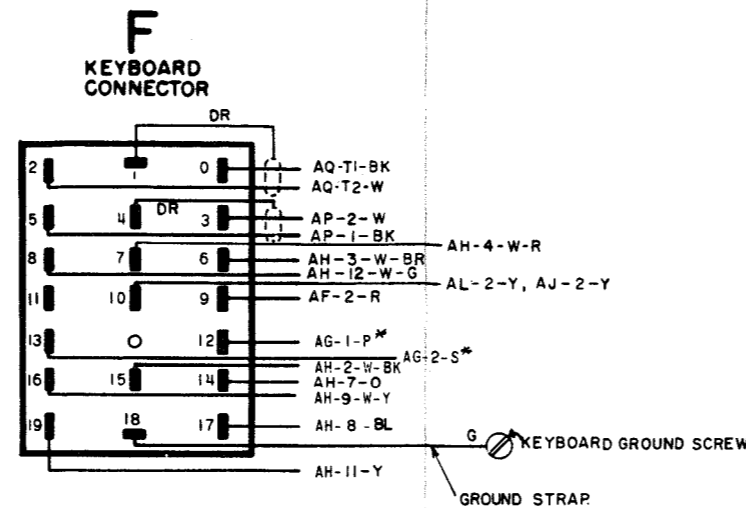 F
KEYBOARD
CONNECTOR
DR
2 1 0 AQ-T1-BK
AQ-T2-W
5 4 DR 3 AP-2-W
AP-1-BK
AH-4-W-R
8 7 6 AH-3-W-BR
AH-12-W-G
AL-2-Y, AJ-2-Y
11 10 9 AF-2-R
13 12 AG-1-P*
AG-2-S*
AH-2-W-BK
16 15 14 AH-7-O
AH-9-W-Y
19 18 17 AH-8-BL
G KEYBOARD GROUND SCREW
AH-11-Y
GROUND STRAP